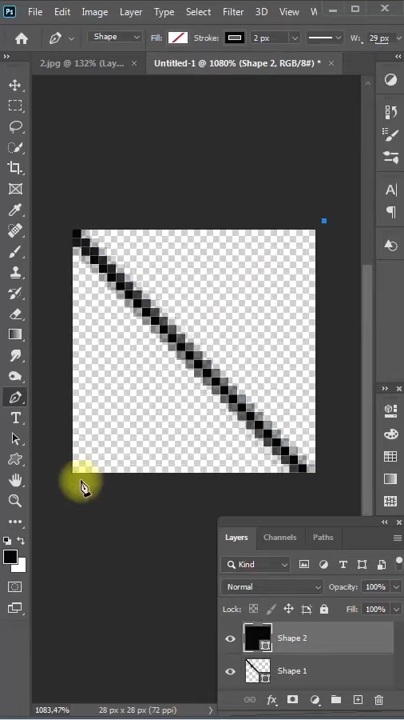 Ps File Edit Image Layer Type Select Filter 3D View W
Shape Fill: Stroke: 2 px W: 29 px
2.jpg @ 132% (Lay... × Untitled-1 @ 1080% (Shape 2, RGB/8#) * ×
Layers Channels Paths
Kind
Normal Opacity: 100%
Lock: Fill: 100%
Shape 2
Shape 1
fx
1083,47% 28 px x 28 px (72 ppi)